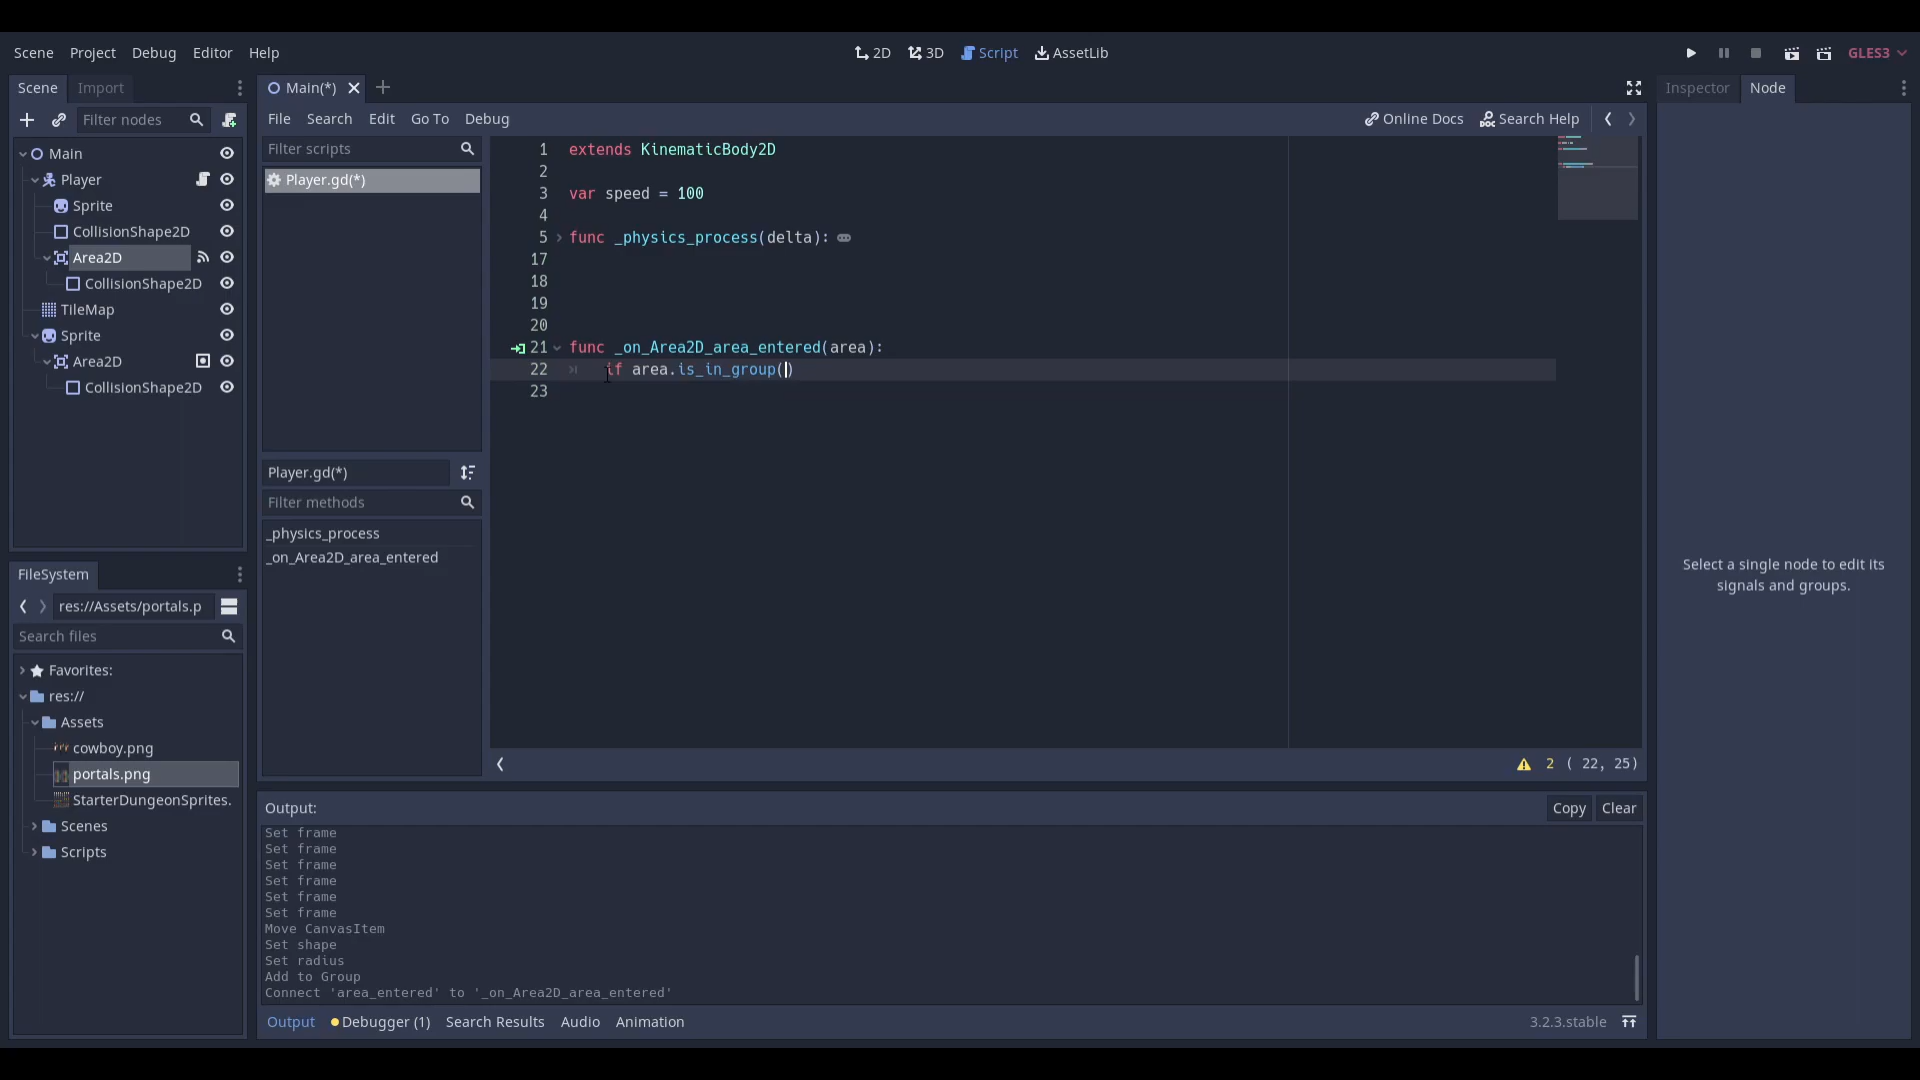 Scene Project Debug Editor Help
2D 3D Script AssetLib
GLES3
Scene Import
Filter nodes
Main
Player
Sprite
CollisionShape2D
Area2D
CollisionShape2D
TileMap
Sprite
Area2D
CollisionShape2D
FileSystem
res://Assets/portals.p
Search files
Favorites:
res://
Assets
cowboy.png
portals.png
StarterDungeonSprites.
Scenes
Scripts
Main(*)
File Search Edit Go To Debug
Online Docs Search Help
Filter scripts
Player.gd(*)
Player.gd(*)
Filter methods
_physics_process
_on_Area2D_area_entered
1 extends KinematicBody2D
2
3 var speed = 100
4
5 func _physics_process(delta):
17
18
19
20
21 func _on_Area2D_area_entered(area):
22 if area.is_in_group()
23
2 ( 22, 25)
Output:
Copy Clear
Set frame
Set frame
Set frame
Set frame
Set frame
Set frame
Move CanvasItem
Set shape
Set radius
Add to Group
Connect 'area_entered' to '_on_Area2D_area_entered'
Output Debugger (1) Search Results Audio Animation
3.2.3.stable
Inspector Node
Select a single node to edit its
signals and groups.